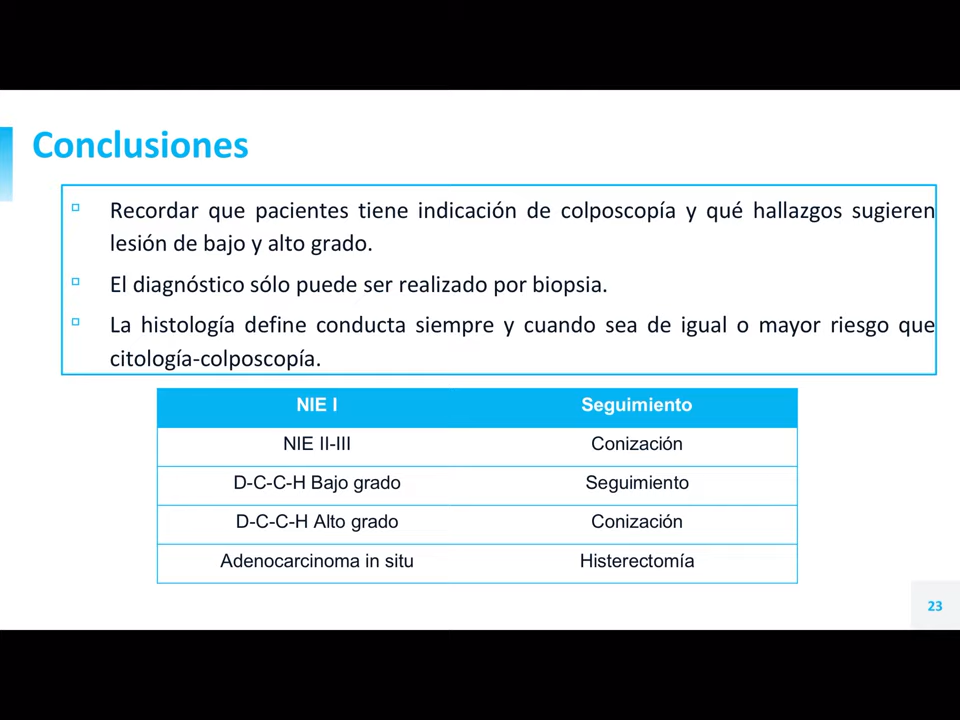 Conclusiones
Recordar que pacientes tiene indicación de colposcopía y qué hallazgos sugieren
lesión de bajo y alto grado.
El diagnóstico sólo puede ser realizado por biopsia.
La histología define conducta siempre y cuando sea de igual o mayor riesgo que
citología-colposcopía.
NIE I Seguimiento
NIE II-III Conización
D-C-C-H Bajo grado Seguimiento
D-C-C-H Alto grado Conización
Adenocarcinoma in situ Histerectomía
23